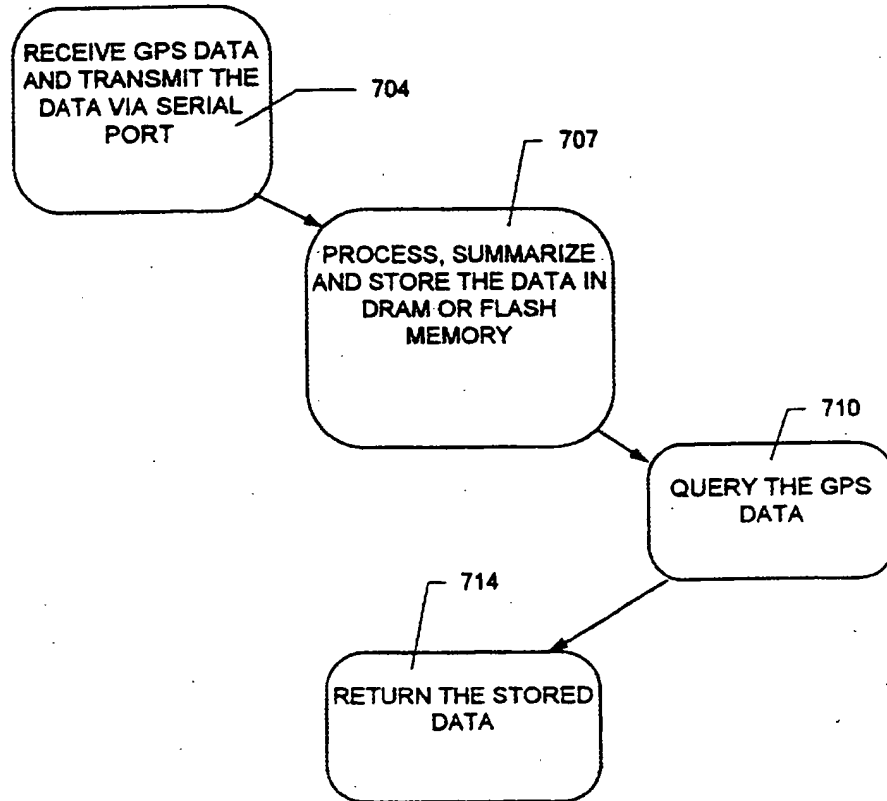 RECEIVE GPS DATA
AND TRANSMIT THE
DATA VIA SERIAL
PORT
704
707
PROCESS, SUMMARIZE
AND STORE THE DATA IN
DRAM OR FLASH
MEMORY
710
QUERY THE GPS
DATA
714
RETURN THE STORED
DATA